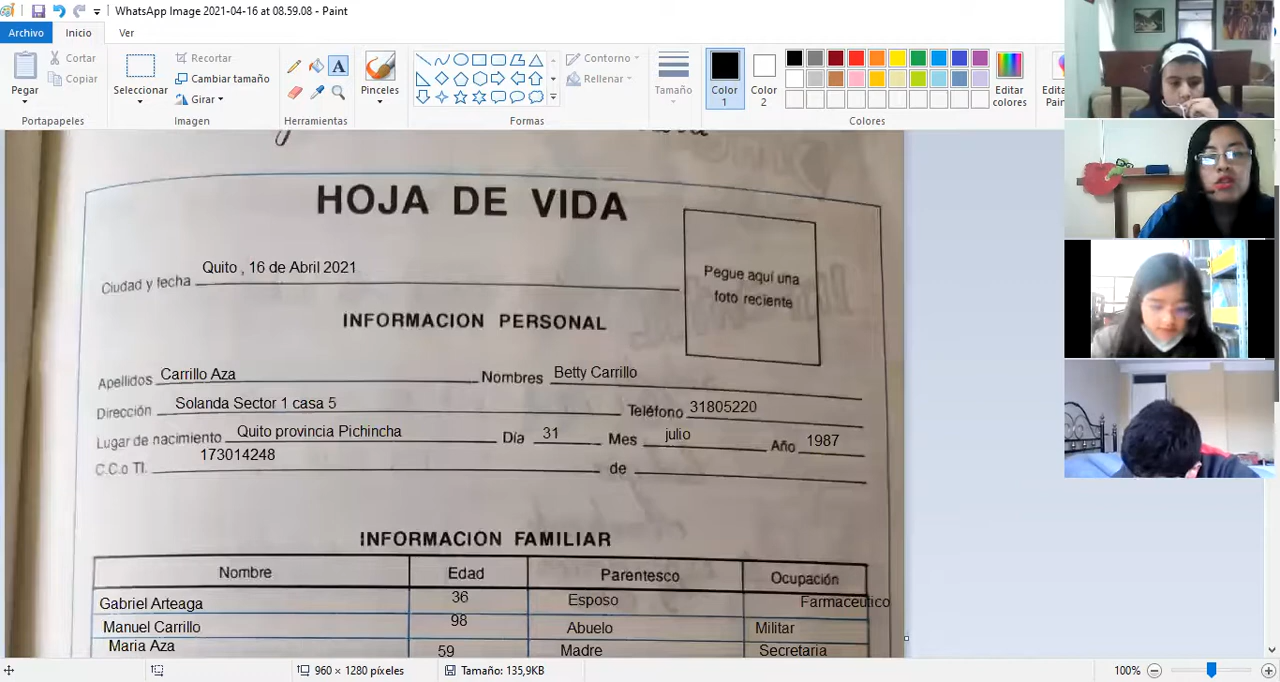 WhatsApp Image 2021-04-16 at 08.59.08 - Paint
Archivo Inicio Ver
Pegar
Cortar
Copiar
Portapapeles
Seleccionar
Recortar
Cambiar tamaño
Girar
Imagen
A
Herramientas
Pinceles
Contorno
Rellenar
Formas
Tamaño
Color 1
Color 2
Editar colores
Colores
HOJA DE VIDA
Pegue aquí una
foto reciente
Ciudad y fecha Quito , 16 de Abril 2021
INFORMACION PERSONAL
Apellidos Carrillo Aza Nombres Betty Carrillo
Dirección Solanda Sector 1 casa 5 Teléfono 31805220
Lugar de nacimiento Quito provincia Pichincha Día 31 Mes julio Año 1987
C.C.o TI. 173014248 de
INFORMACION FAMILIAR
Nombre Edad Parentesco Ocupación
Gabriel Arteaga 36 Esposo Farmaceutico
Manuel Carrillo 98 Abuelo Militar
Maria Aza 59 Madre Secretaria
960 × 1280 píxeles
Tamaño: 135,9KB
100%